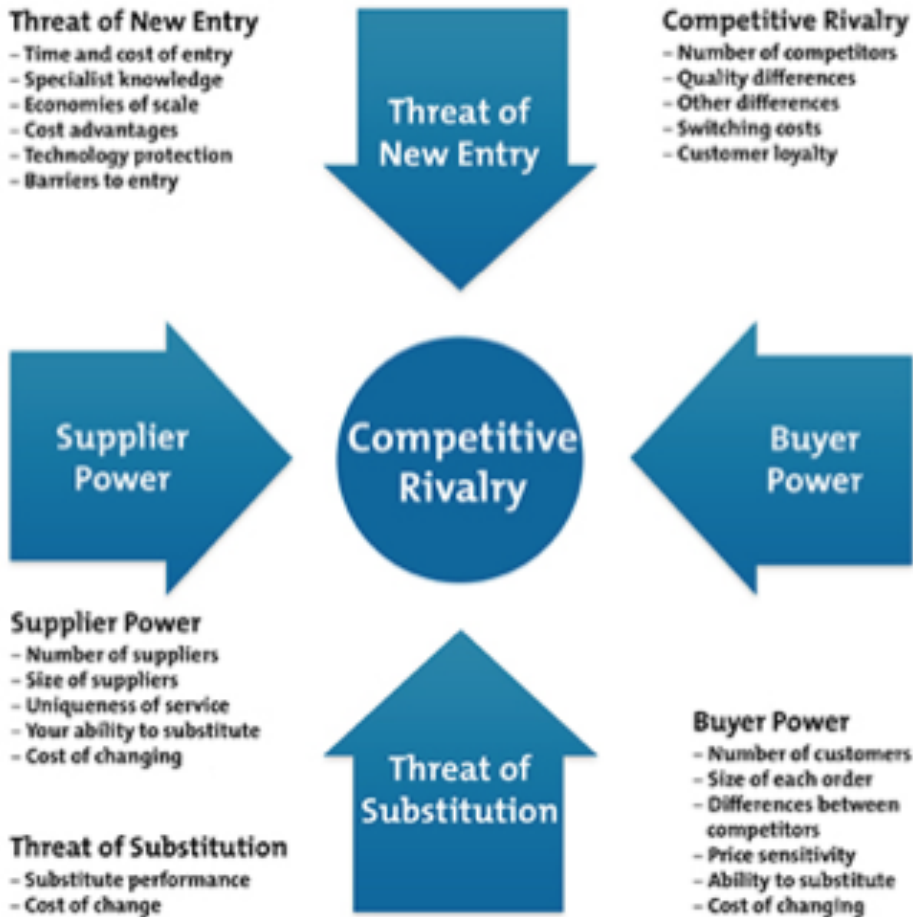 Threat of New Entry
– Time and cost of entry
– Specialist knowledge
– Economies of scale
– Cost advantages
– Technology protection
– Barriers to entry
Threat of
New Entry
Competitive Rivalry
– Number of competitors
– Quality differences
– Other differences
– Switching costs
– Customer loyalty
Supplier
Power
Competitive
Rivalry
Buyer
Power
Supplier Power
– Number of suppliers
– Size of suppliers
– Uniqueness of service
– Your ability to substitute
– Cost of changing
Threat of Substitution
– Substitute performance
– Cost of change
Threat of
Substitution
Buyer Power
– Number of customers
– Size of each order
– Differences between
competitors
– Price sensitivity
– Ability to substitute
– Cost of changing